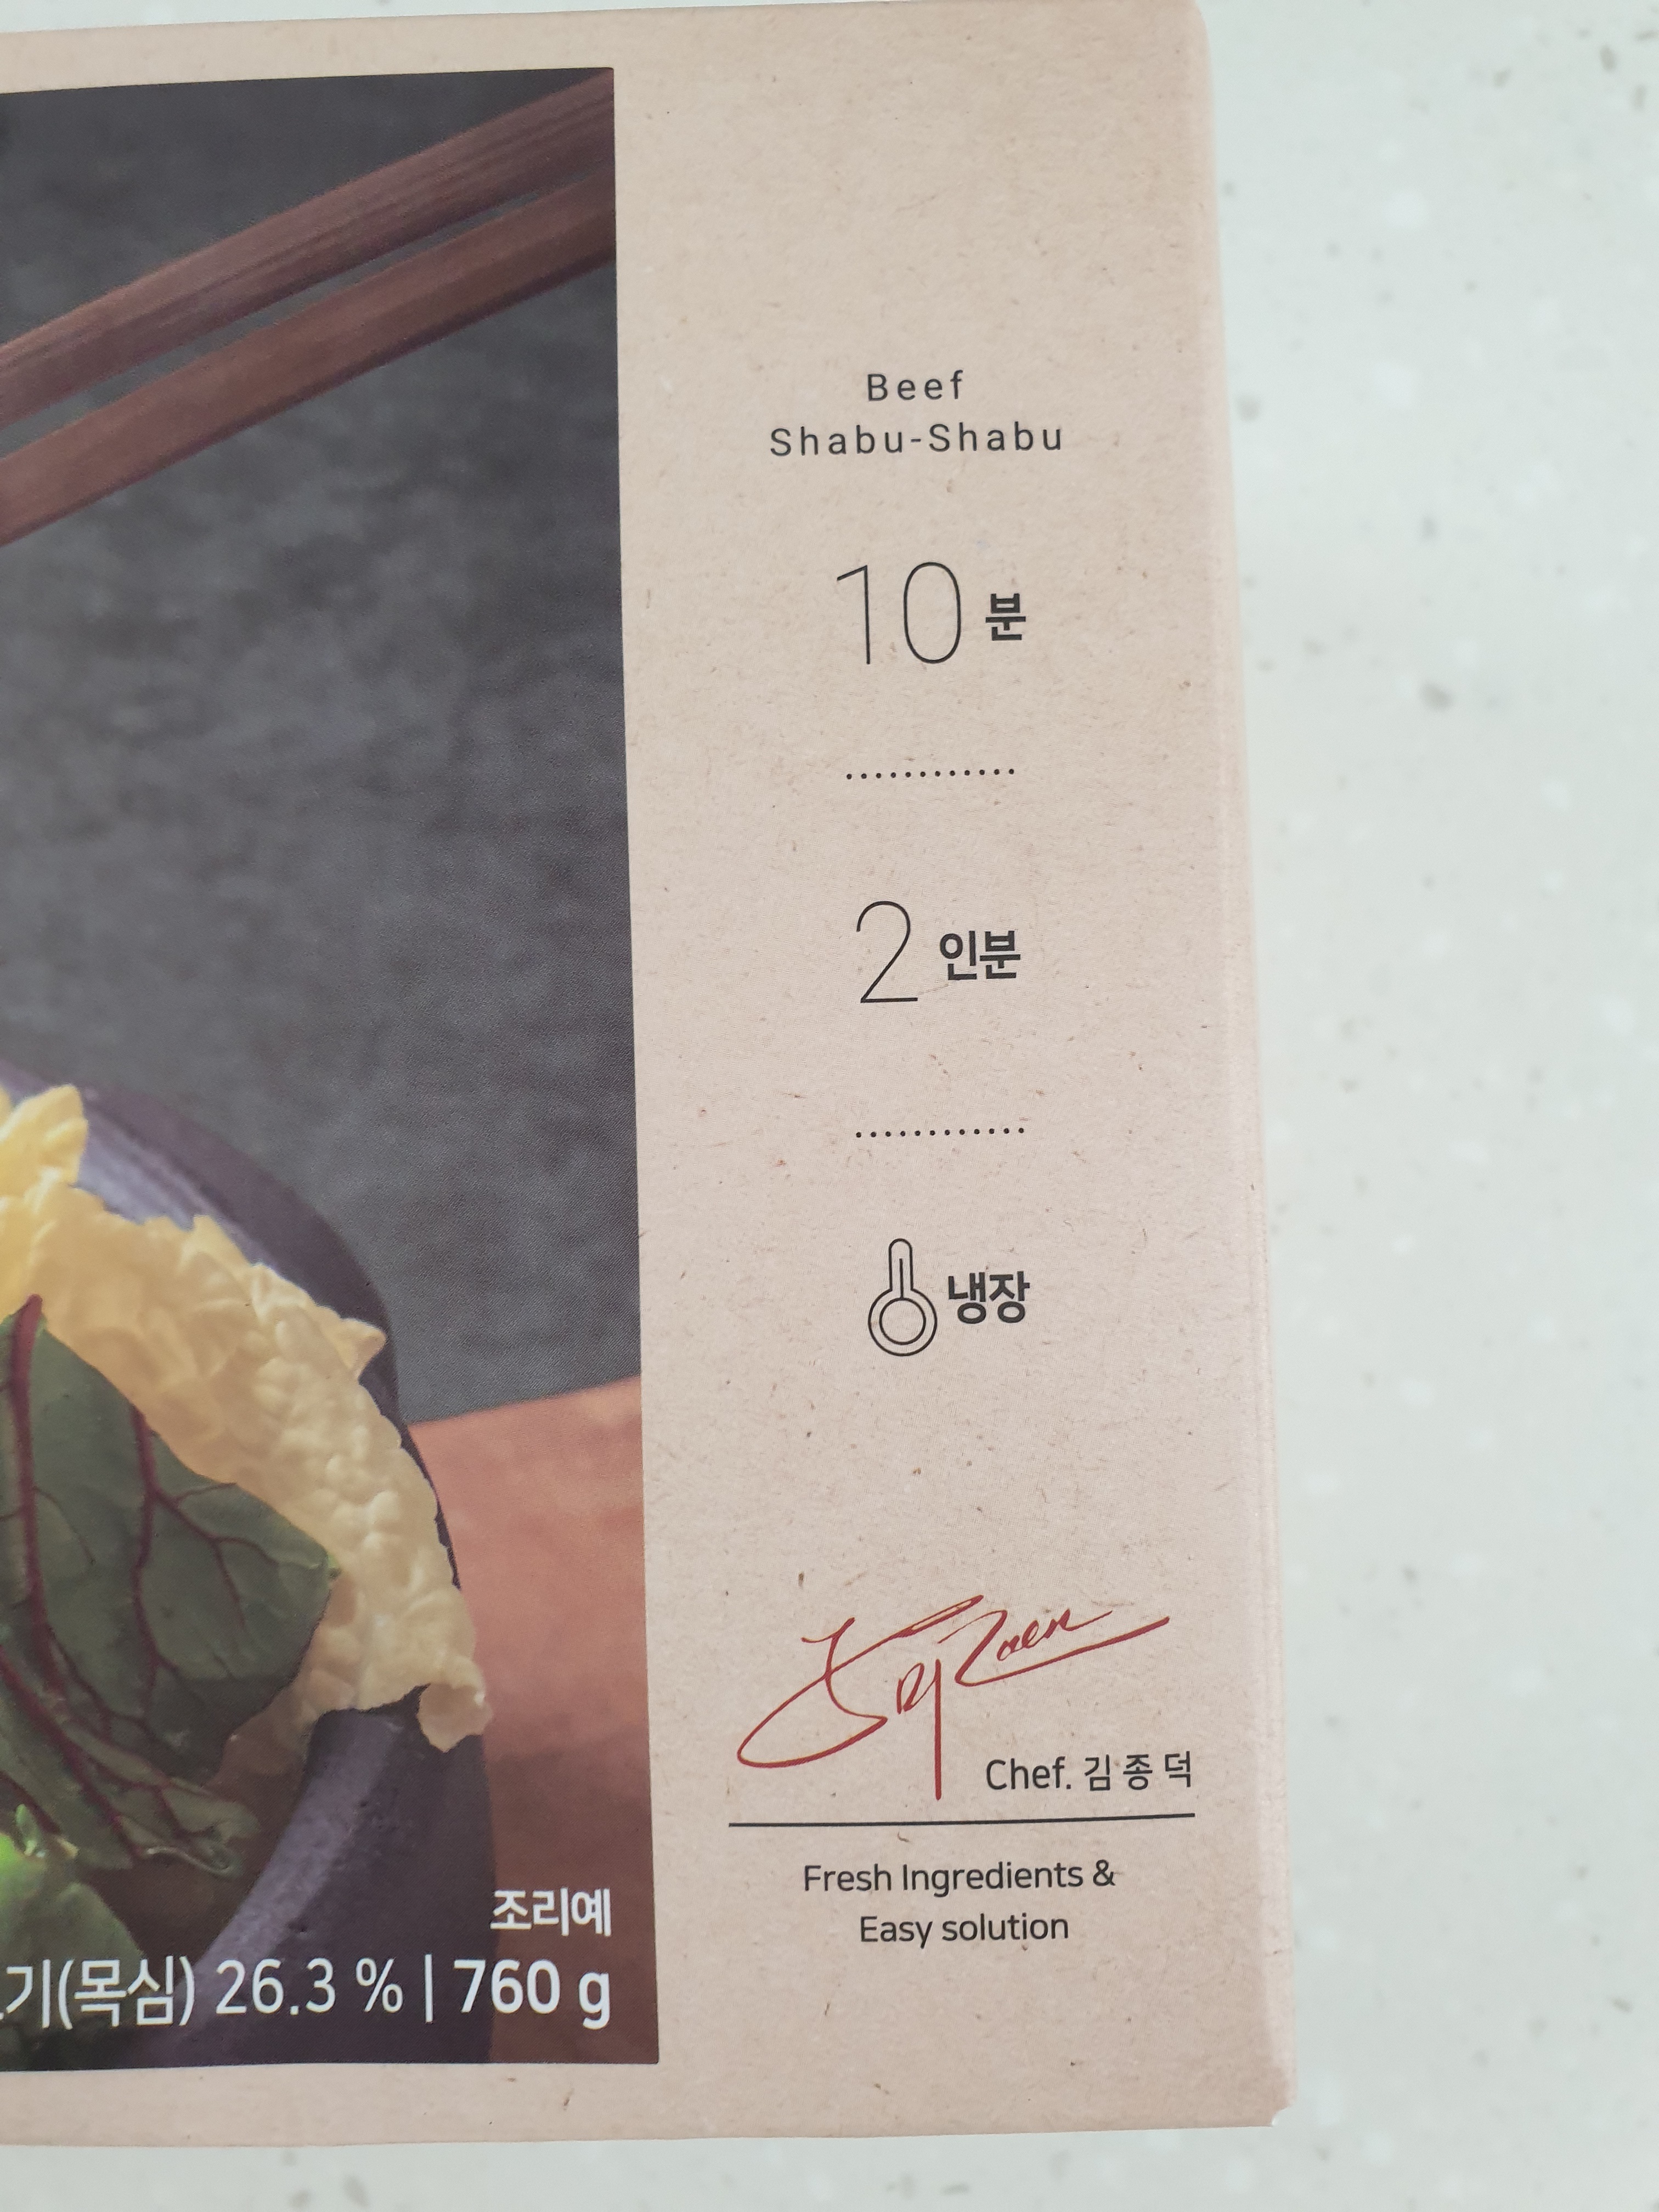 Beef
Shabu-Shabu
10 분
2 인분
냉장
Chef. 김종덕
Fresh Ingredients &
Easy solution
조리예
기(목심) 26.3 % | 760 g